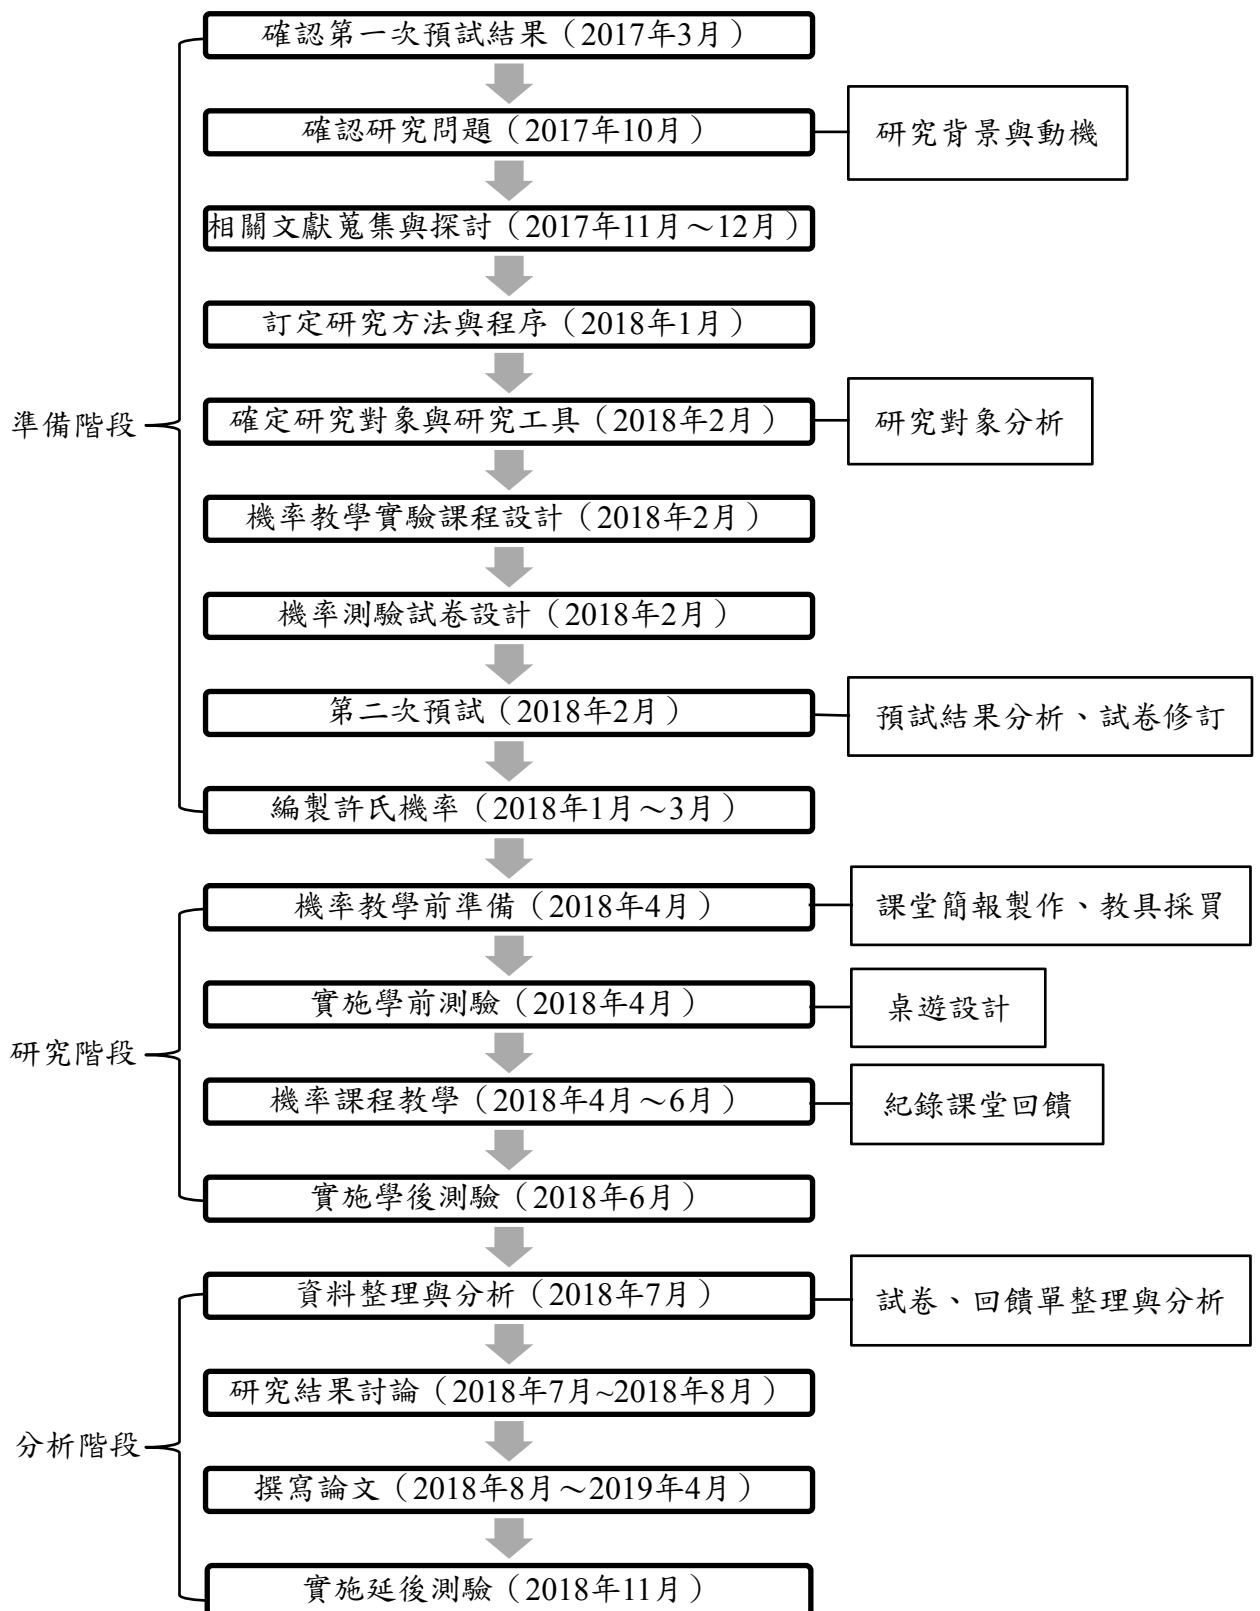 確認第一次預試結果（2017年3月）
確認研究問題（2017年10月）
研究背景與動機
相關文獻蒐集與探討（2017年11月～12月）
訂定研究方法與程序（2018年1月）
準備階段
確定研究對象與研究工具（2018年2月）
研究對象分析
機率教學實驗課程設計（2018年2月）
機率測驗試卷設計（2018年2月）
第二次預試（2018年2月）
預試結果分析、試卷修訂
編製許氏機率（2018年1月～3月）
機率教學前準備（2018年4月）
課堂簡報製作、教具採買
實施學前測驗（2018年4月）
桌遊設計
研究階段
機率課程教學（2018年4月～6月）
紀錄課堂回饋
實施學後測驗（2018年6月）
資料整理與分析（2018年7月）
試卷、回饋單整理與分析
研究結果討論（2018年7月~2018年8月）
分析階段
撰寫論文（2018年8月～2019年4月）
實施延後測驗（2018年11月）